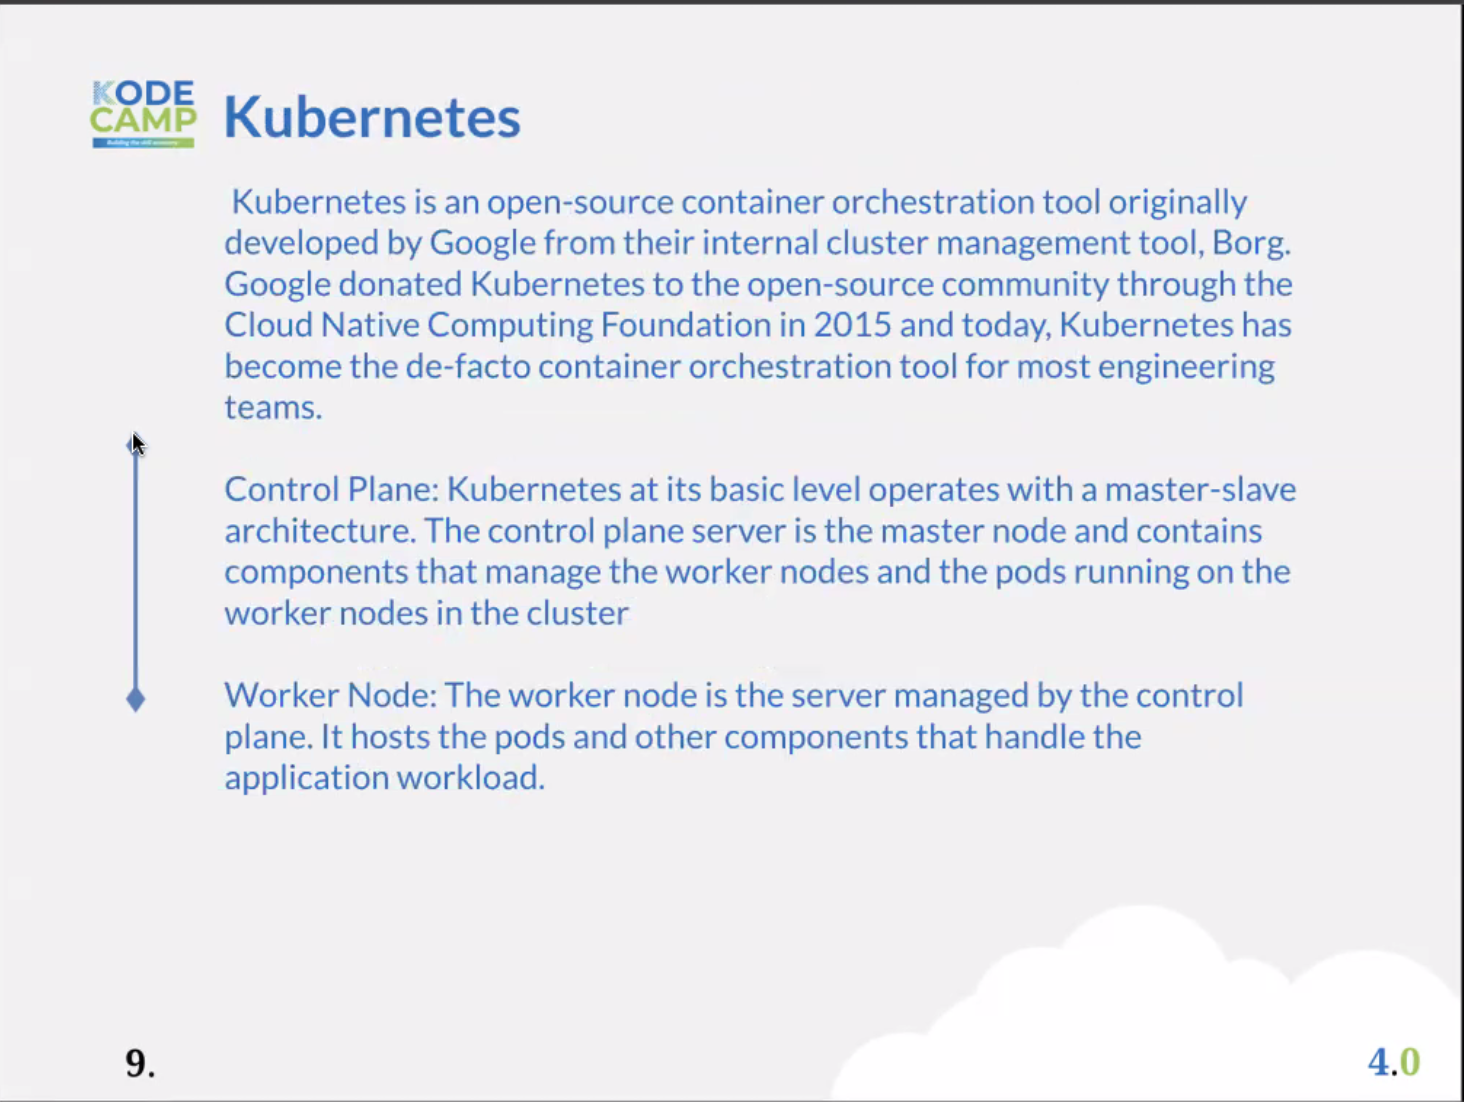 KODE
CAMP
Building the skill economy
Kubernetes
Kubernetes is an open-source container orchestration tool originally
developed by Google from their internal cluster management tool, Borg.
Google donated Kubernetes to the open-source community through the
Cloud Native Computing Foundation in 2015 and today, Kubernetes has
become the de-facto container orchestration tool for most engineering
teams.
Control Plane: Kubernetes at its basic level operates with a master-slave
architecture. The control plane server is the master node and contains
components that manage the worker nodes and the pods running on the
worker nodes in the cluster
Worker Node: The worker node is the server managed by the control
plane. It hosts the pods and other components that handle the
application workload.
9.
4.0